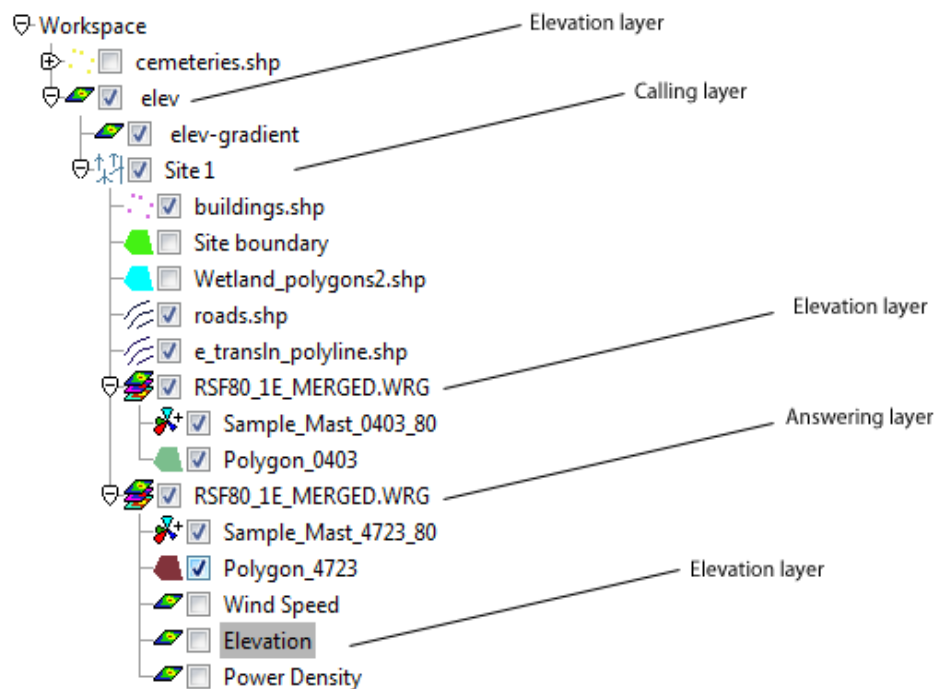 Workspace
Elevation layer
cemeteries.shp
elev
Calling layer
elev-gradient
Site 1
buildings.shp
Site boundary
Wetland_polygons2.shp
Elevation layer
roads.shp
e_transln_polyline.shp
RSF80_1E_MERGED.WRG
Answering layer
Sample_Mast_0403_80
Polygon_0403
RSF80_1E_MERGED.WRG
Sample_Mast_4723_80
Polygon_4723
Elevation layer
Wind Speed
Elevation
Power Density